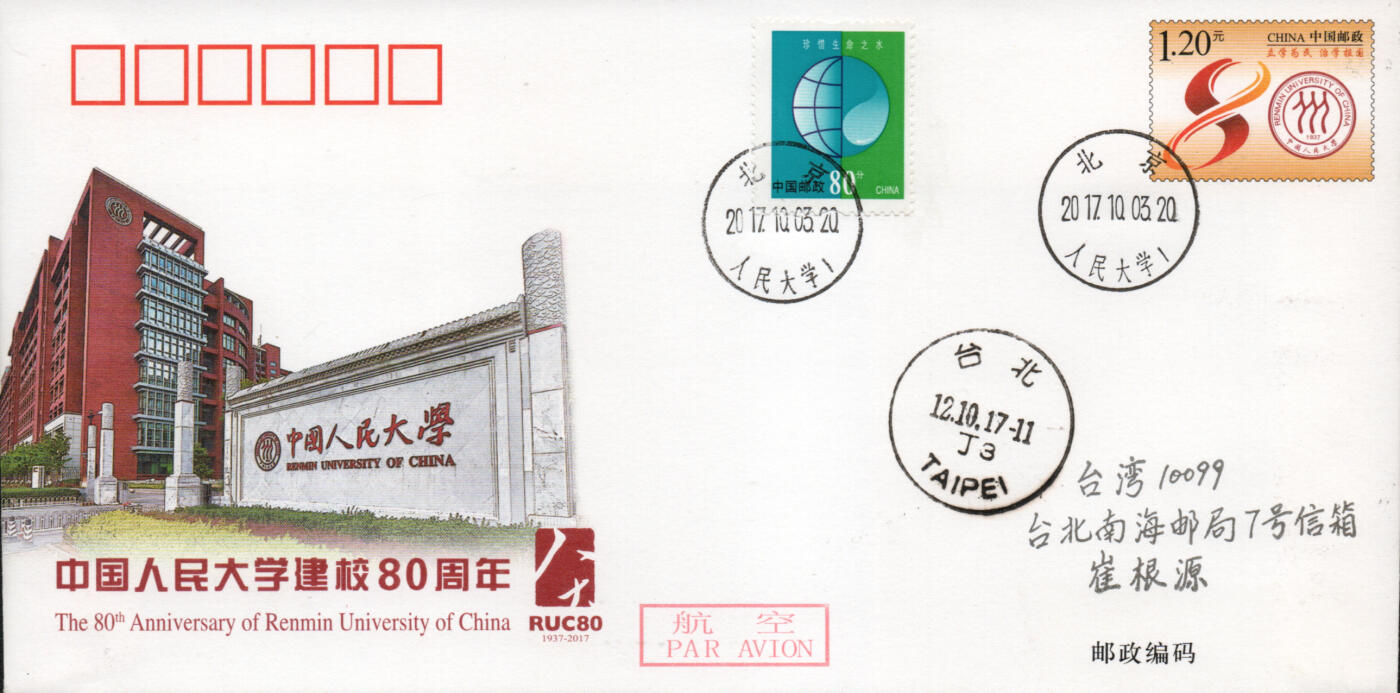 珍惜生命之水
中国邮政 80分 CHINA
1.20元
CHINA 中国邮政
立学为民 治学报国
RENMIN UNIVERSITY OF CHINA
1937
中国人民大学
北京
2017.10.03.20
人民大学1
北京
2017.10.03.20
人民大学1
台北
12.10.17-11
J3
TAIPEI
中国人民大学
RENMIN UNIVERSITY OF CHINA
台湾10099
台北南海邮局7号信箱
崔根源
中国人民大学建校80周年
The 80th Anniversary of Renmin University of China
RUC80
1937-2017
航空
PAR AVION
邮政编码